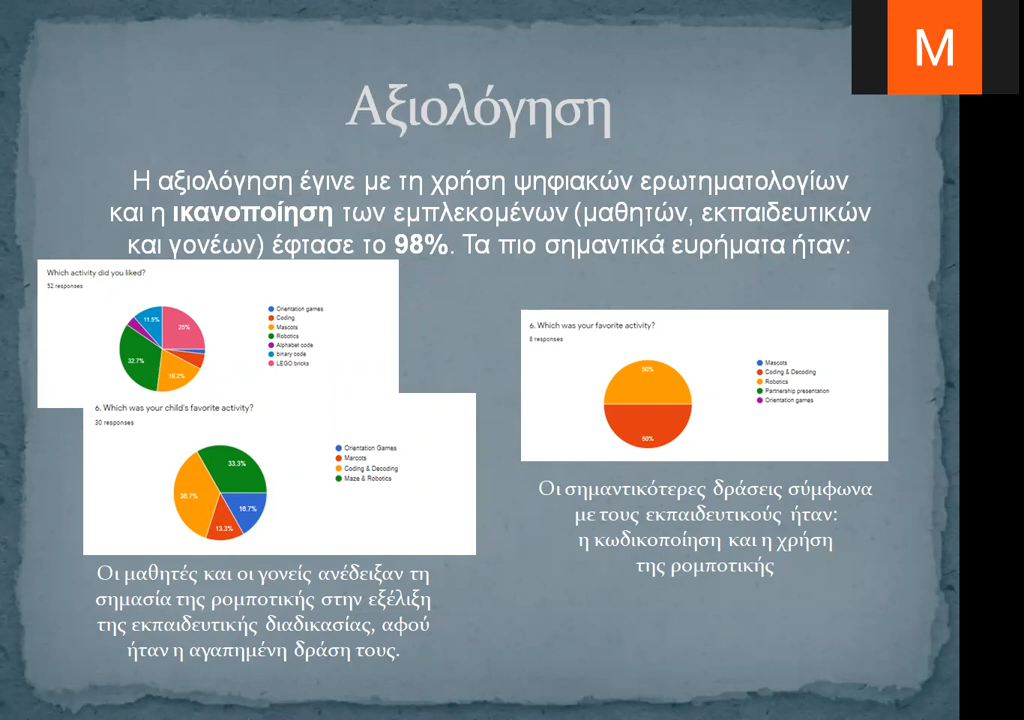 M
Αξιολόγηση
Η αξιολόγηση έγινε με τη χρήση ψηφιακών ερωτηματολογίων
και η ικανοποίηση των εμπλεκομένων (μαθητών, εκπαιδευτικών
και γονέων) έφτασε το 98%. Τα πιο σημαντικά ευρήματα ήταν:
Which activity did you liked?
52 responses
11.5%
25%
32.7%
19.2%
Orientation games
Coding
Mascots
Robotics
Alphabet code
binary code
LEGO bricks
6. Which was your child's favorite activity?
30 responses
33.3%
36.7%
16.7%
13.3%
Orientation Games
Marcots
Coding & Decoding
Maze & Robotics
Οι μαθητές και οι γονείς ανέδειξαν τη
σημασία της ρομποτικής στην εξέλιξη
της εκπαιδευτικής διαδικασίας, αφού
ήταν η αγαπημένη δράση τους.
6. Which was your favorite activity?
8 responses
50%
50%
Mascots
Coding & Decoding
Robotics
Partnership presentation
Orientation games
Οι σημαντικότερες δράσεις σύμφωνα
με τους εκπαιδευτικούς ήταν:
η κωδικοποίηση και η χρήση
της ρομποτικής